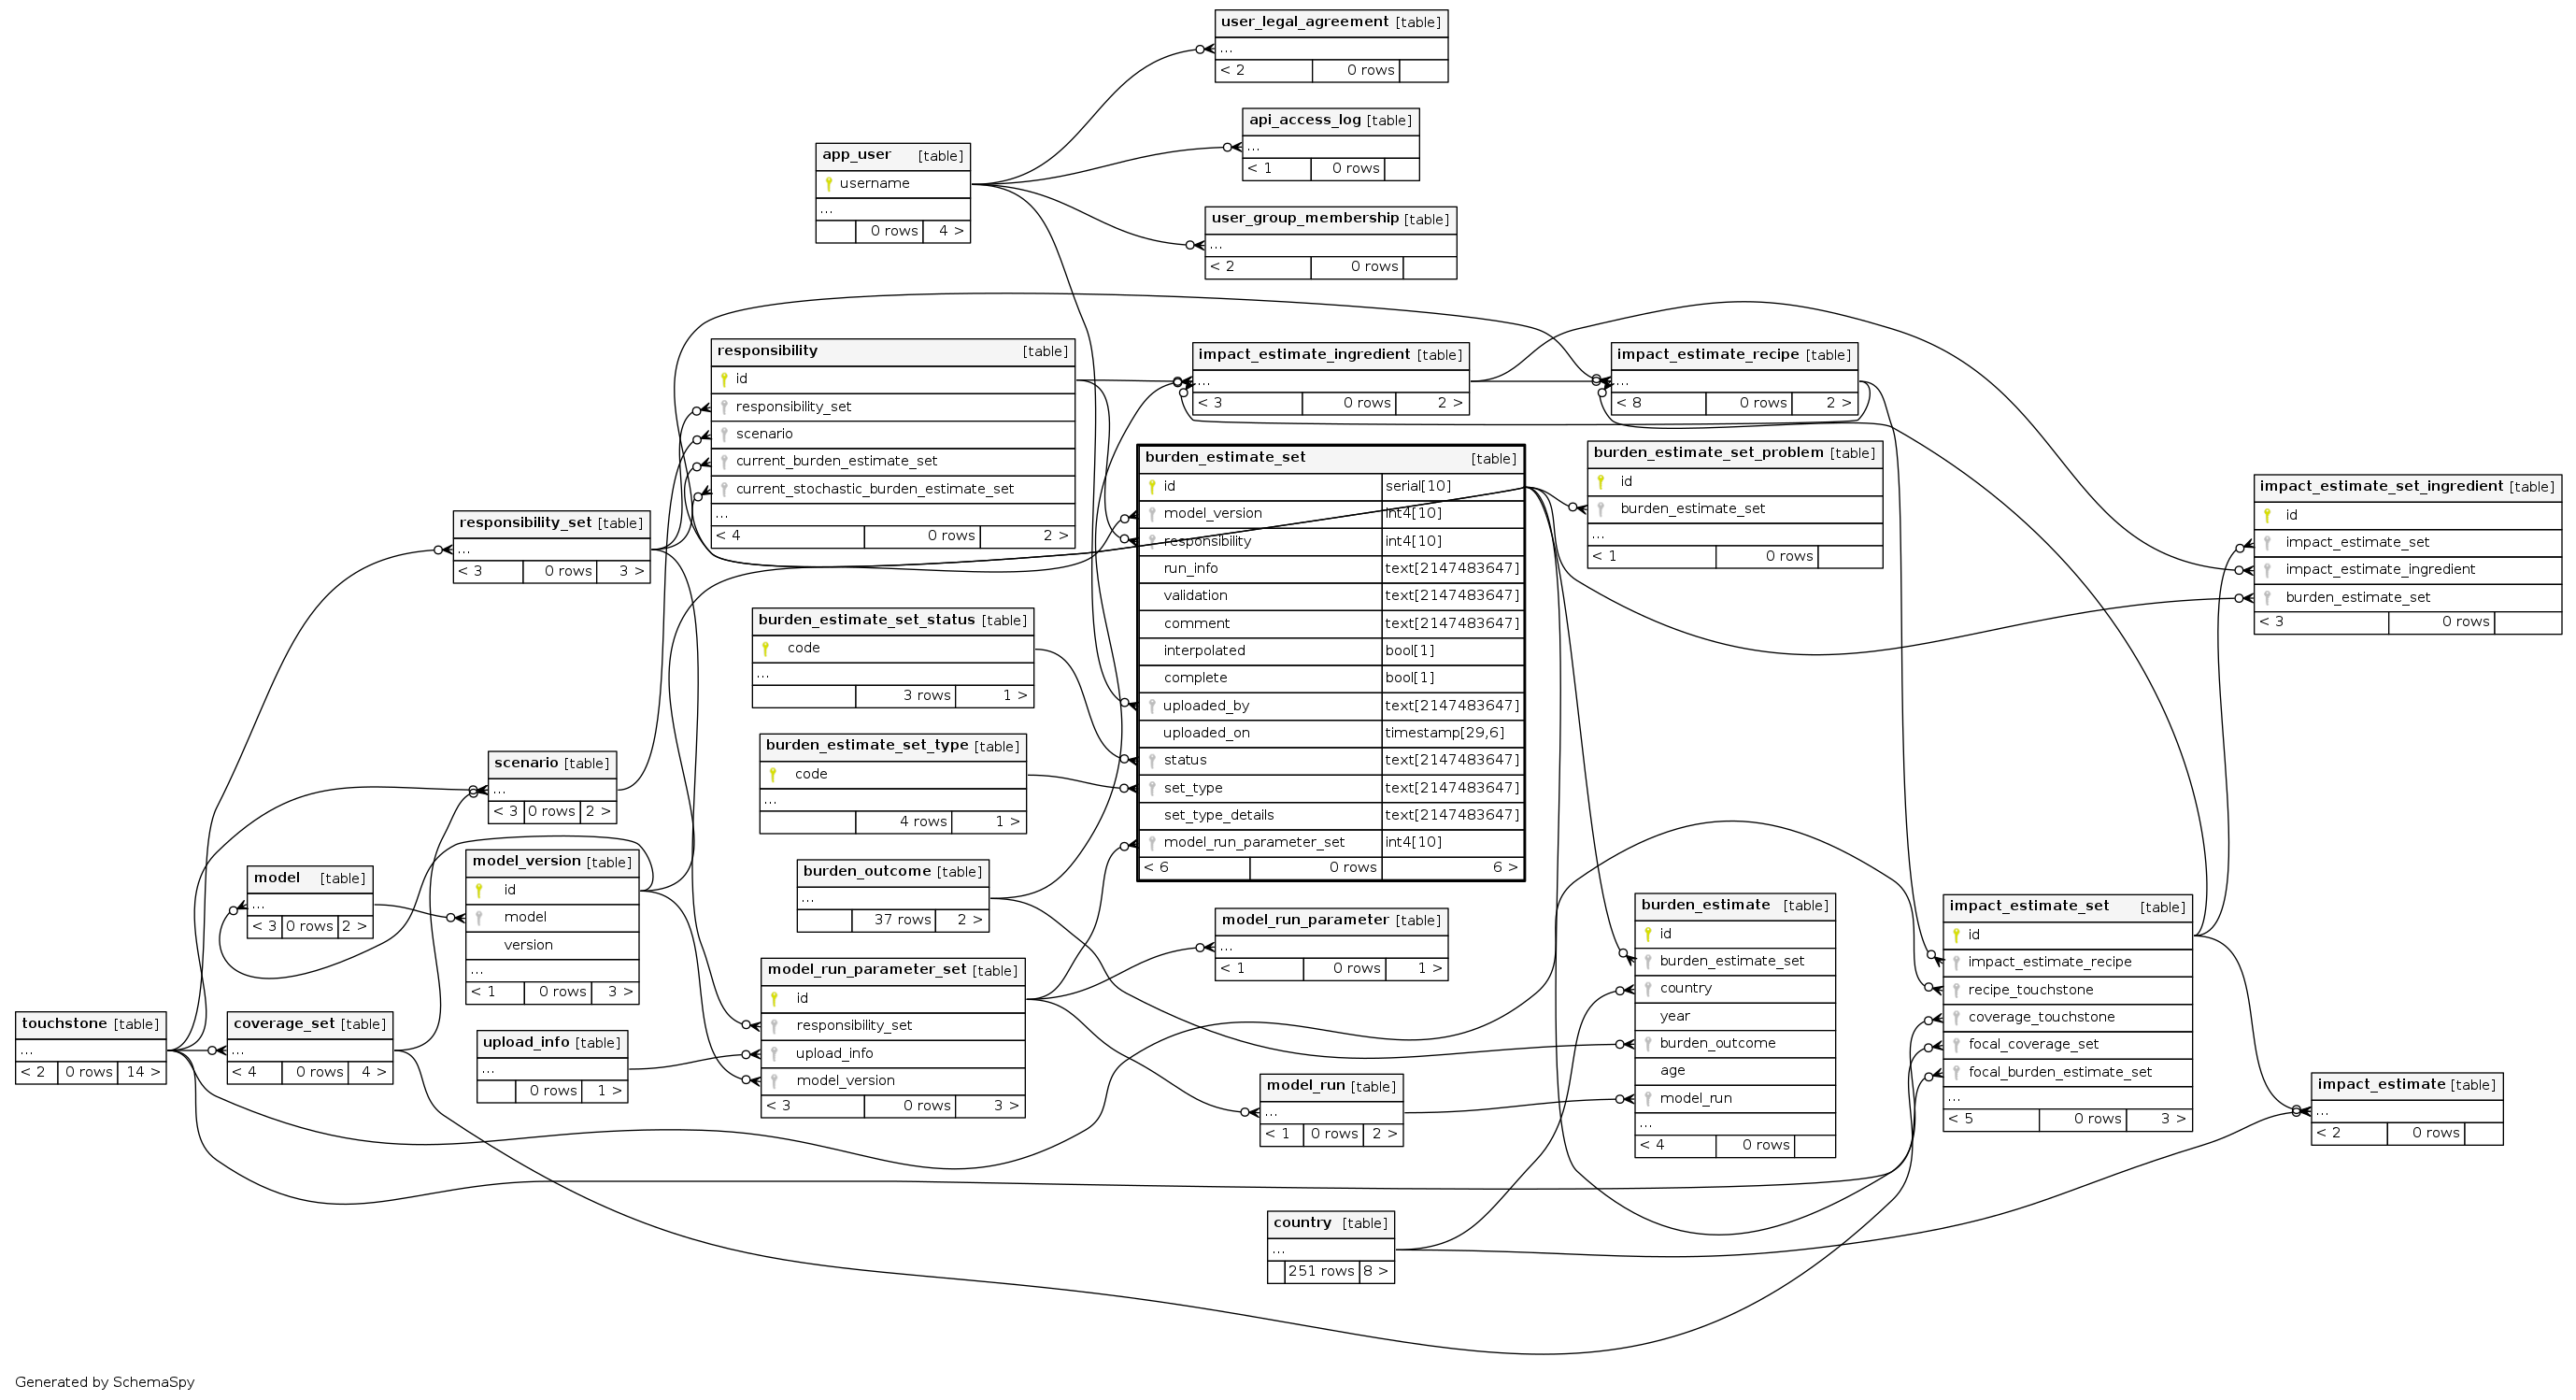 user_legal_agreement [table]
...
< 2 0 rows
api_access_log [table]
...
< 1 0 rows
app_user [table]
username
...
0 rows 4 >
user_group_membership [table]
...
< 2 0 rows
responsibility [table]
id
responsibility_set
scenario
current_burden_estimate_set
current_stochastic_burden_estimate_set
...
< 4 0 rows 2 >
impact_estimate_ingredient [table]
...
< 3 0 rows 2 >
impact_estimate_recipe [table]
...
< 8 0 rows 2 >
burden_estimate_set [table]
id serial[10]
model_version int4[10]
responsibility int4[10]
run_info text[2147483647]
validation text[2147483647]
comment text[2147483647]
interpolated bool[1]
complete bool[1]
uploaded_by text[2147483647]
uploaded_on timestamp[29,6]
status text[2147483647]
set_type text[2147483647]
set_type_details text[2147483647]
model_run_parameter_set int4[10]
< 6 0 rows 6 >
burden_estimate_set_problem [table]
id
burden_estimate_set
...
< 1 0 rows
impact_estimate_set_ingredient [table]
id
impact_estimate_set
impact_estimate_ingredient
burden_estimate_set
< 3 0 rows
responsibility_set [table]
...
< 3 0 rows 3 >
burden_estimate_set_status [table]
code
...
3 rows 1 >
burden_estimate_set_type [table]
code
...
4 rows 1 >
scenario [table]
...
< 3 0 rows 2 >
model_version [table]
id
model
version
...
< 1 0 rows 3 >
model [table]
...
< 3 0 rows 2 >
burden_outcome [table]
...
37 rows 2 >
model_run_parameter [table]
...
< 1 0 rows 1 >
burden_estimate [table]
id
burden_estimate_set
country
year
burden_outcome
age
model_run
...
< 4 0 rows
impact_estimate_set [table]
id
impact_estimate_recipe
recipe_touchstone
coverage_touchstone
focal_coverage_set
focal_burden_estimate_set
...
< 5 0 rows 3 >
model_run_parameter_set [table]
id
responsibility_set
upload_info
model_version
< 3 0 rows 3 >
touchstone [table]
...
< 2 0 rows 14 >
coverage_set [table]
...
< 4 0 rows 4 >
upload_info [table]
...
0 rows 1 >
model_run [table]
...
< 1 0 rows 2 >
impact_estimate [table]
...
< 2 0 rows
country [table]
...
251 rows 8 >
Generated by SchemaSpy